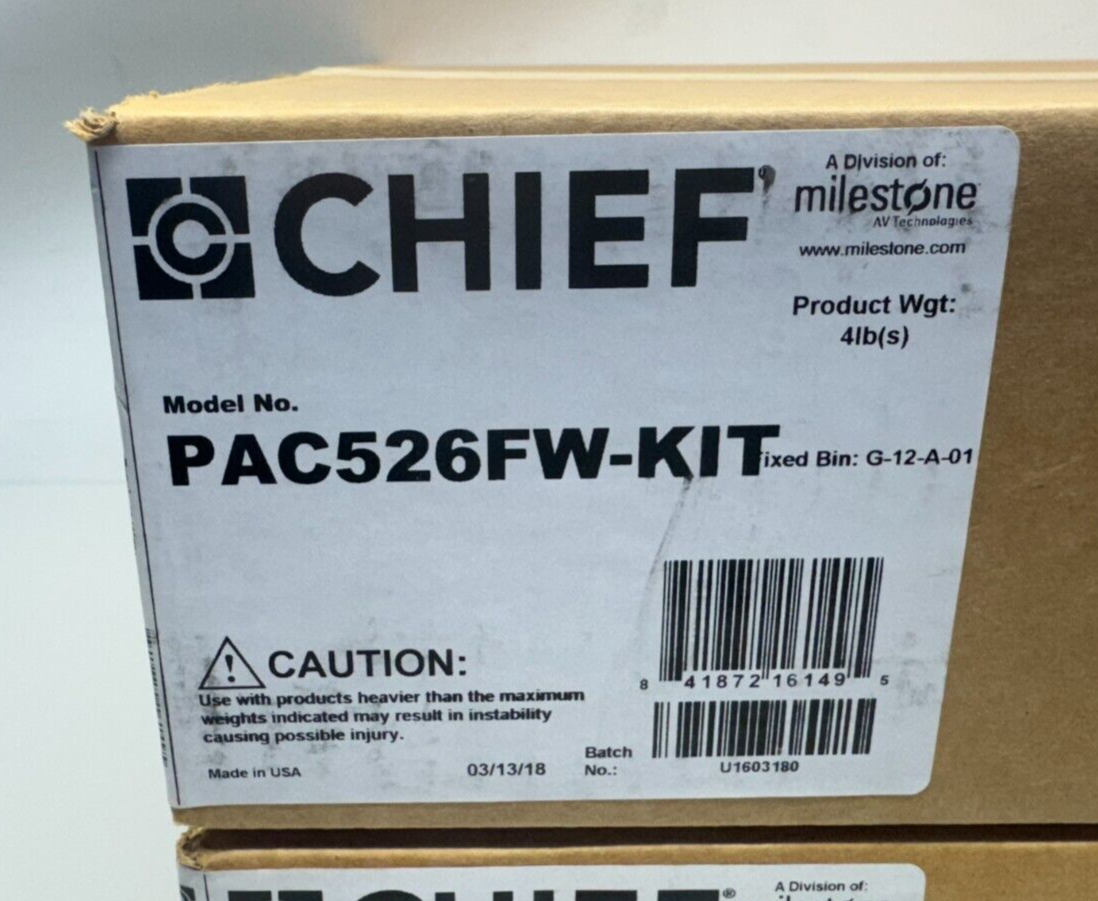 CHIEF®
A Division of:
milestone
AV Technologies
www.milestone.com
Product Wgt:
4lb(s)
Model No.
PAC526FW-KIT
ixed Bin: G-12-A-01
8 41872 16149 5
CAUTION:
Use with products heavier than the maximum
weights indicated may result in instability
causing possible injury.
Batch
No.:
U1603180
Made in USA
03/13/18
CHIEF®
A Division of: